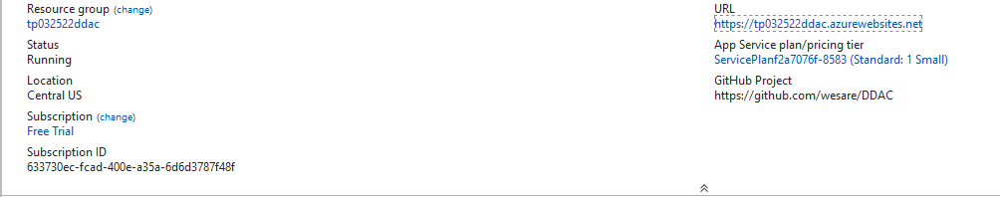 Resource group (change)
tp032522ddac
Status
Running
Location
Central US
Subscription (change)
Free Trial
Subscription ID
633730ec-fcad-400e-a35a-6d6d3787f48f
URL
https://tp032522ddac.azurewebsites.net
App Service plan/pricing tier
ServicePlanf2a7076f-8583 (Standard: 1 Small)
GitHub Project
https://github.com/wesare/DDAC